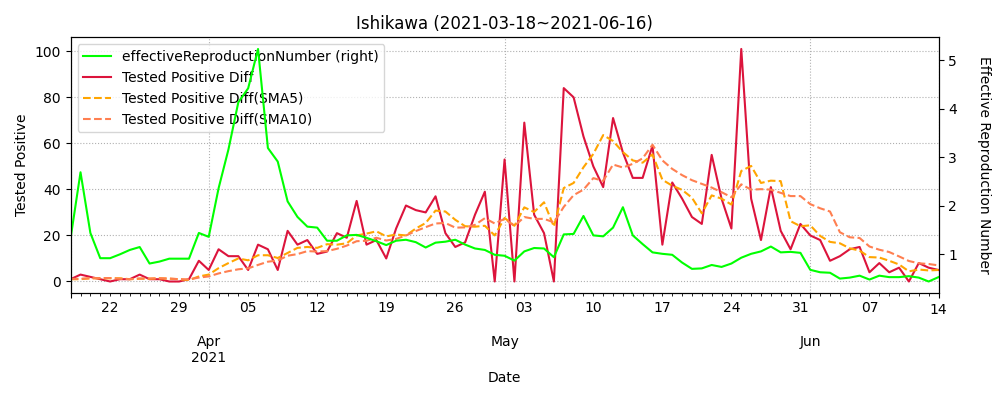 Ishikawa (2021-03-18~2021-06-16)
effectiveReproductionNumber (right)
Tested Positive Diff
Tested Positive Diff(SMA5)
Tested Positive Diff(SMA10)
Tested Positive
100
80
60
40
20
0
5
4
3
2
1
Effective Reproduction Number
22 29 05 12 19 26 03 10 17 24 31 07 14
Apr May Jun
2021
Date